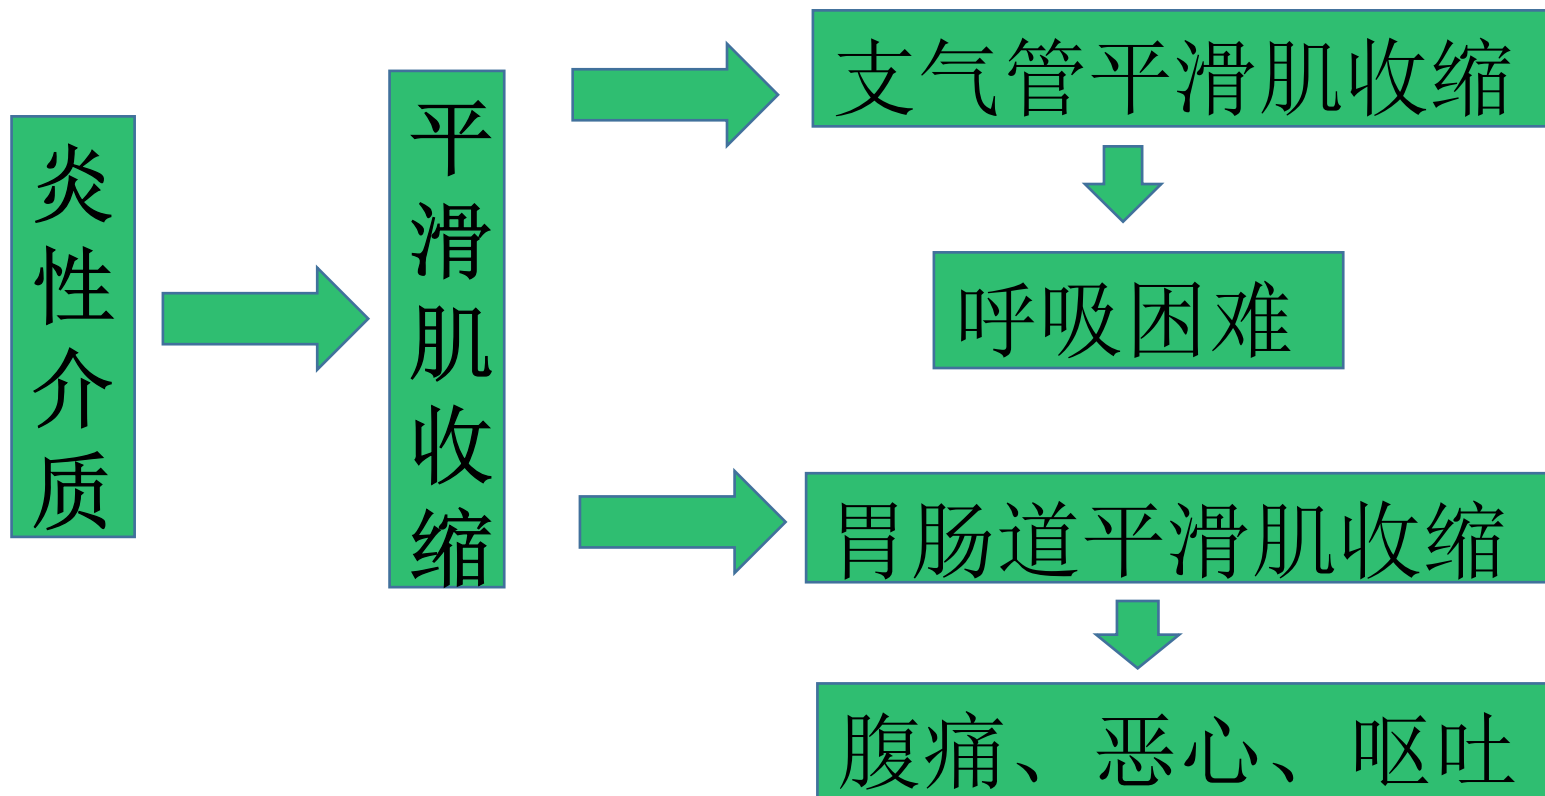 炎性介质
平滑肌收缩
支气管平滑肌收缩
呼吸困难
胃肠道平滑肌收缩
腹痛、恶心、呕吐